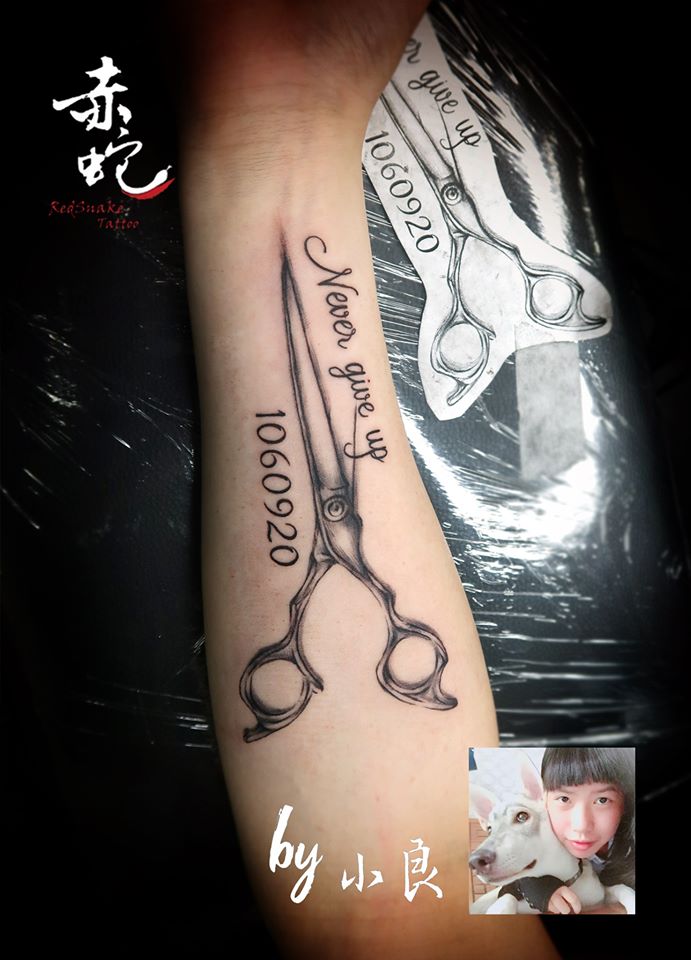 赤蛇
RedSnake
Tattoo
er give up
1060920
Never give up
1060920
by 小良